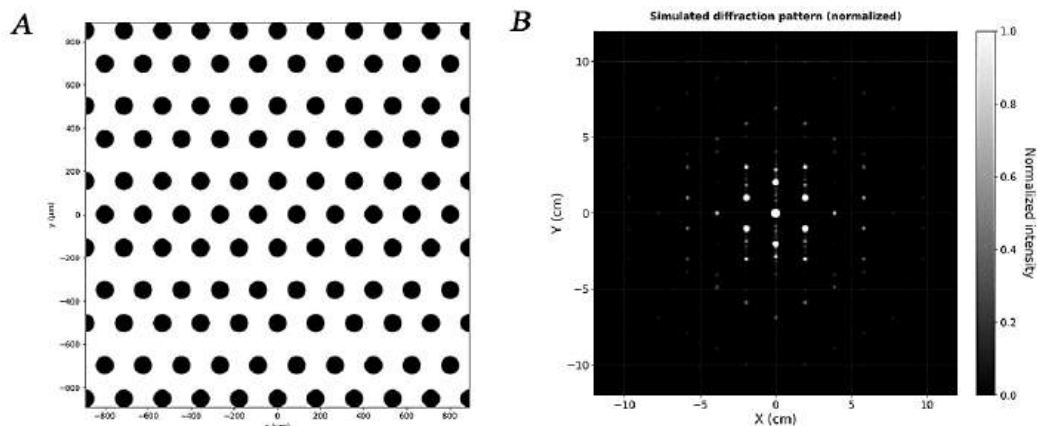 A
B
Simulated diffraction pattern (normalized)
800
600
400
200
0
−200
−400
−600
−800
y (μm)
−800 −600 −400 −200 0 200 400 600 800
10
5
0
−5
−10
Y (cm)
−10 −5 0 5 10
X (cm)
1.0
0.8
0.6
0.4
0.2
0.0
Normalized intensity